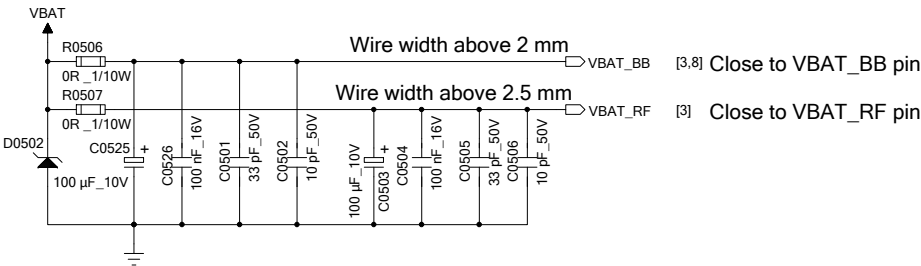 VBAT
R0506
Wire width above 2 mm
VBAT_BB
[3,8] Close to VBAT_BB pin
0R _1/10W
R0507
Wire width above 2.5 mm
VBAT_RF
[3] Close to VBAT_RF pin
0R _1/10W
D0502
C0525
+
100 µF_10V
C0526
100 nF_16V
C0501
33 pF_50V
C0502
10 pF_50V
100 µF_10V
C0503
+
C0504
100 nF_16V
C0505
33 pF_50V
C0506
10 pF_50V